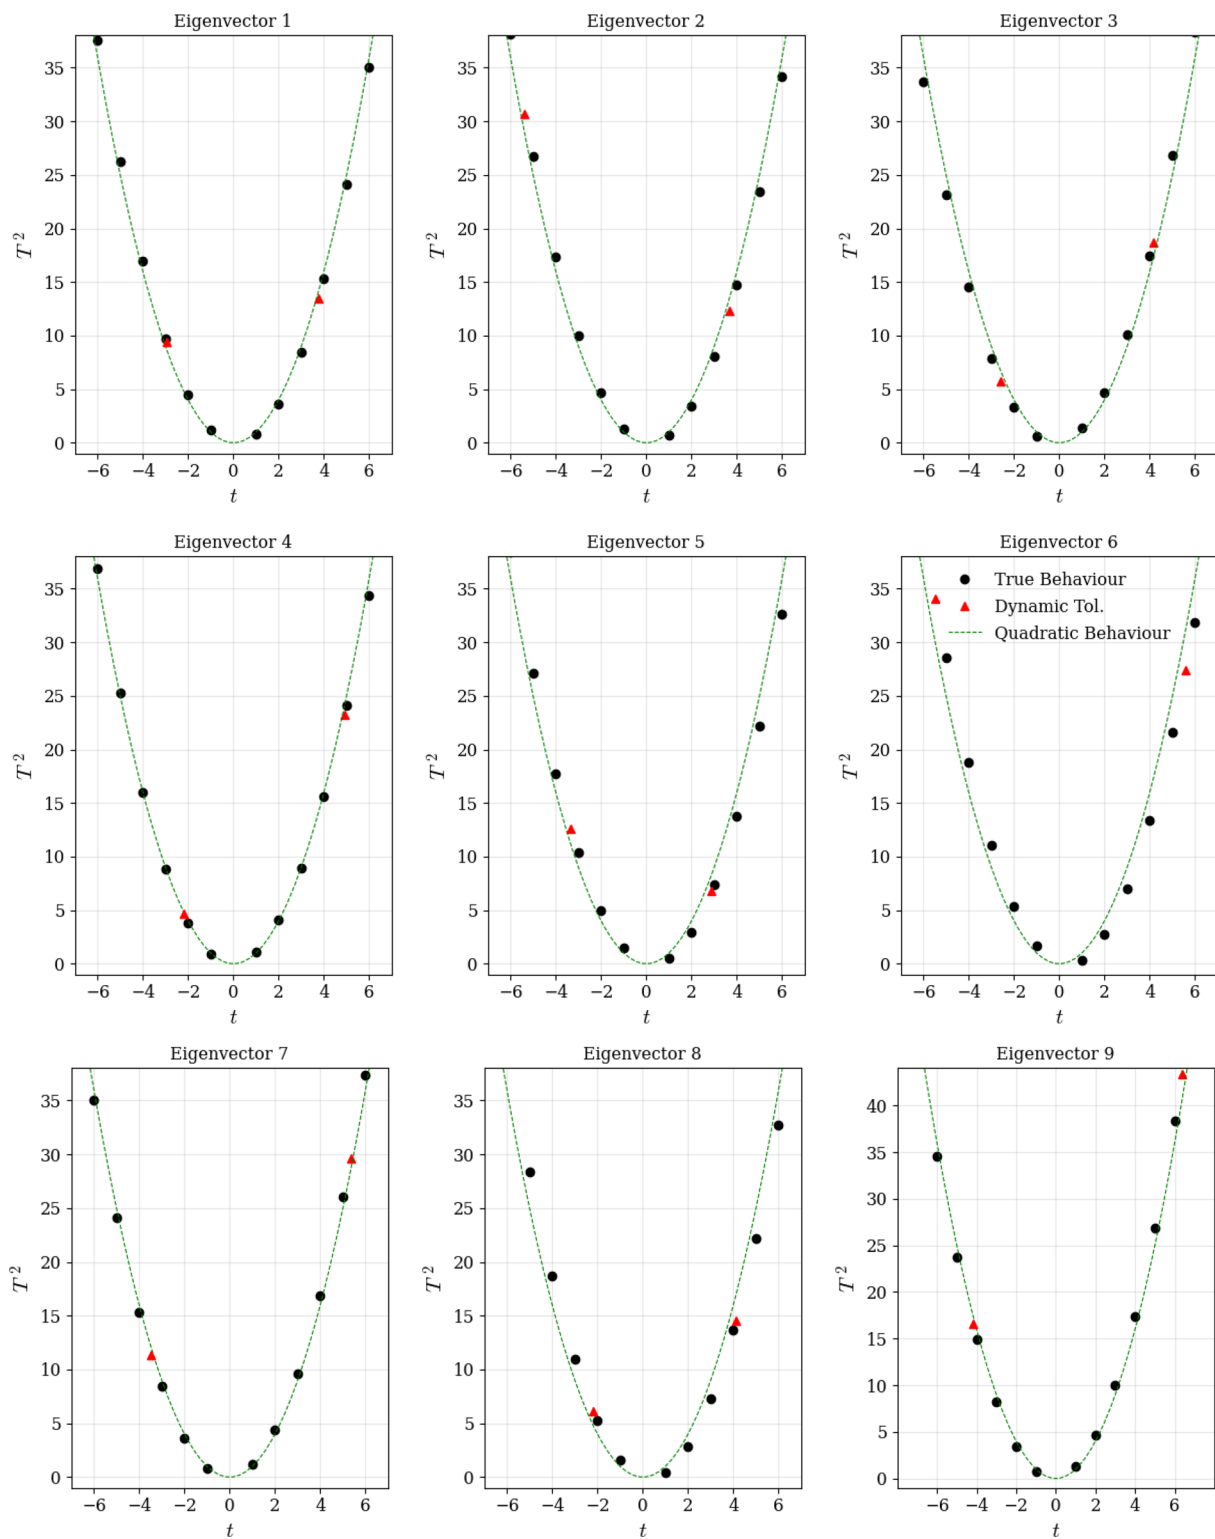 Eigenvector 1
Eigenvector 2
Eigenvector 3
T²
35
30
25
20
15
10
5
0
−6 −4 −2 0 2 4 6
t
T²
35
30
25
20
15
10
5
0
−6 −4 −2 0 2 4 6
t
T²
35
30
25
20
15
10
5
0
−6 −4 −2 0 2 4 6
t
Eigenvector 4
Eigenvector 5
Eigenvector 6
T²
35
30
25
20
15
10
5
0
−6 −4 −2 0 2 4 6
t
T²
35
30
25
20
15
10
5
0
−6 −4 −2 0 2 4 6
t
T²
35
30
25
20
15
10
5
0
True Behaviour
Dynamic Tol.
Quadratic Behaviour
−6 −4 −2 0 2 4 6
t
Eigenvector 7
Eigenvector 8
Eigenvector 9
T²
35
30
25
20
15
10
5
0
−6 −4 −2 0 2 4 6
t
T²
35
30
25
20
15
10
5
0
−6 −4 −2 0 2 4 6
t
T²
40
35
30
25
20
15
10
5
0
−6 −4 −2 0 2 4 6
t